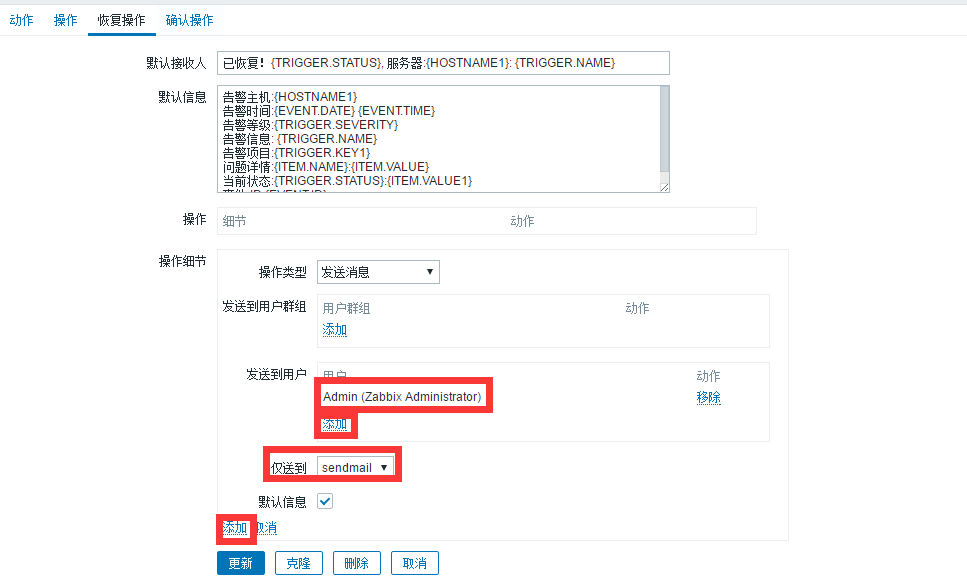 动作 操作 恢复操作 确认操作
默认接收人 已恢复! {TRIGGER.STATUS}, 服务器:{HOSTNAME1}: {TRIGGER.NAME}
默认信息 告警主机:{HOSTNAME1}
告警时间:{EVENT.DATE} {EVENT.TIME}
告警等级:{TRIGGER.SEVERITY}
告警信息: {TRIGGER.NAME}
告警项目:{TRIGGER.KEY1}
问题详情:{ITEM.NAME}:{ITEM.VALUE}
当前状态:{TRIGGER.STATUS}:{ITEM.VALUE1}
操作 细节 动作
操作细节
操作类型 发送消息
发送到用户群组 用户群组 动作
添加
发送到用户 用户 动作
Admin (Zabbix Administrator) 移除
添加
仅送到 sendmail
默认信息
添加 取消
更新 克隆 删除 取消